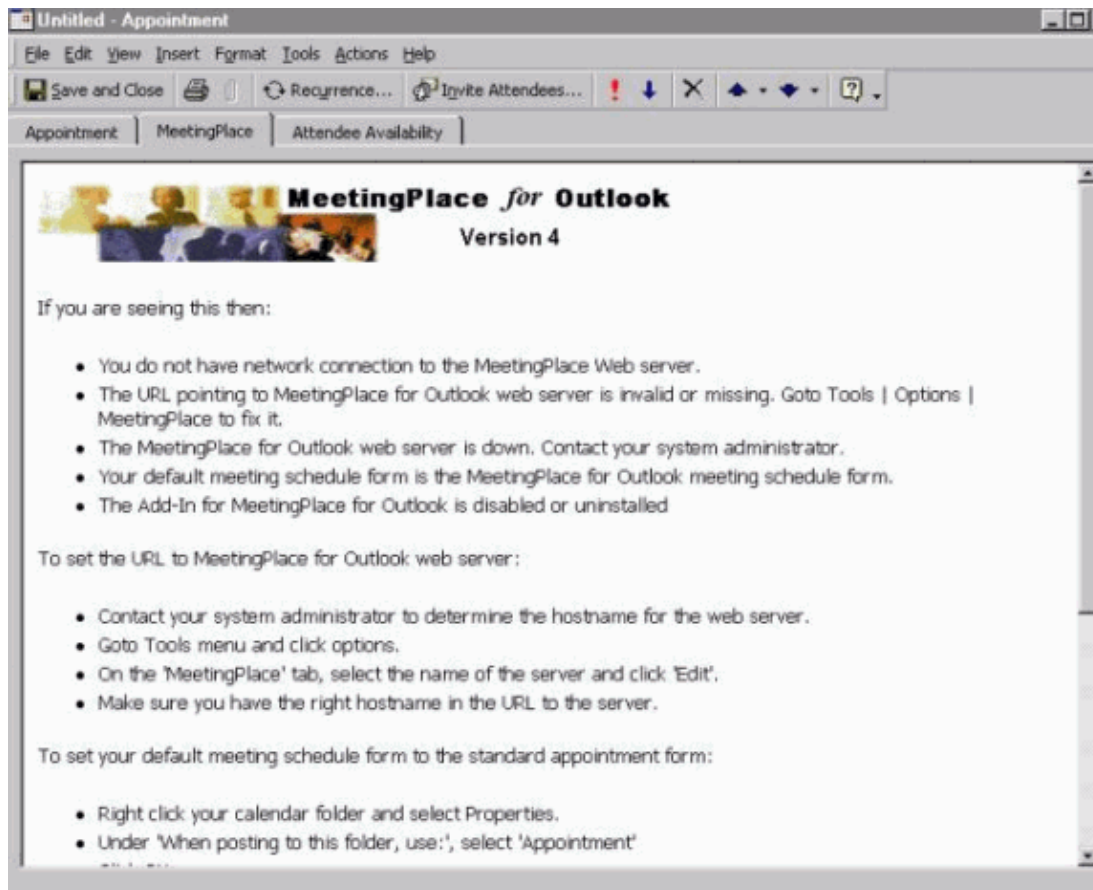 Untitled - Appointment
File Edit View Insert Format Tools Actions Help
Save and Close Recurrence... Invite Attendees...
Appointment MeetingPlace Attendee Availability
MeetingPlace for Outlook
Version 4
If you are seeing this then:
• You do not have network connection to the MeetingPlace Web server.
• The URL pointing to MeetingPlace for Outlook web server is invalid or missing. Goto Tools | Options |
MeetingPlace to fix it.
• The MeetingPlace for Outlook web server is down. Contact your system administrator.
• Your default meeting schedule form is the MeetingPlace for Outlook meeting schedule form.
• The Add-In for MeetingPlace for Outlook is disabled or uninstalled
To set the URL to MeetingPlace for Outlook web server:
• Contact your system administrator to determine the hostname for the web server.
• Goto Tools menu and click options.
• On the 'MeetingPlace' tab, select the name of the server and click 'Edit'.
• Make sure you have the right hostname in the URL to the server.
To set your default meeting schedule form to the standard appointment form:
• Right click your calendar folder and select Properties.
• Under 'When posting to this folder, use:', select 'Appointment'